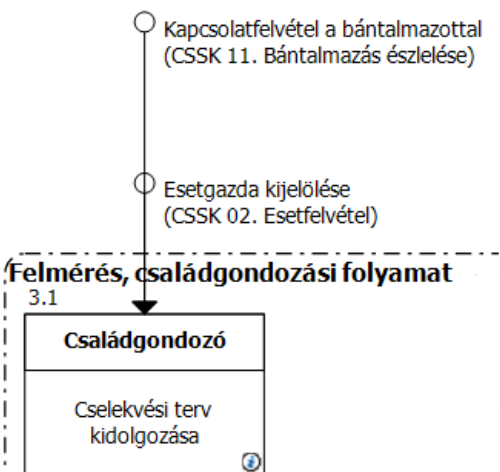 Kapcsolatfelvétel a bántalmazottal
(CSSK 11. Bántalmazás észlelése)
Esetgazda kijelölése
(CSSK 02. Esetfelvétel)
Felmérés, családgondozási folyamat
3.1
Családgondozó
Cselekvési terv
kidolgozása